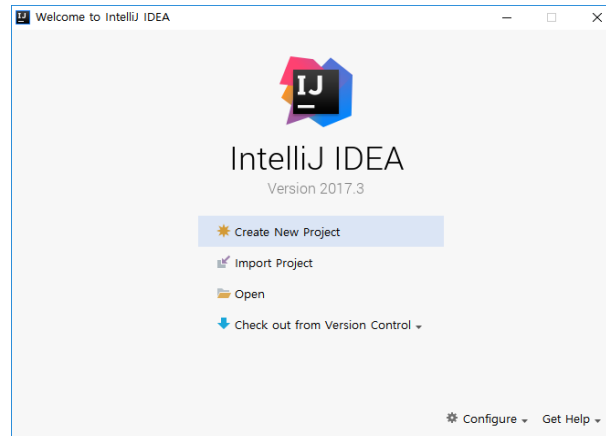 Welcome to IntelliJ IDEA
IJ
IntelliJ IDEA
Version 2017.3
Create New Project
Import Project
Open
Check out from Version Control
Configure Get Help